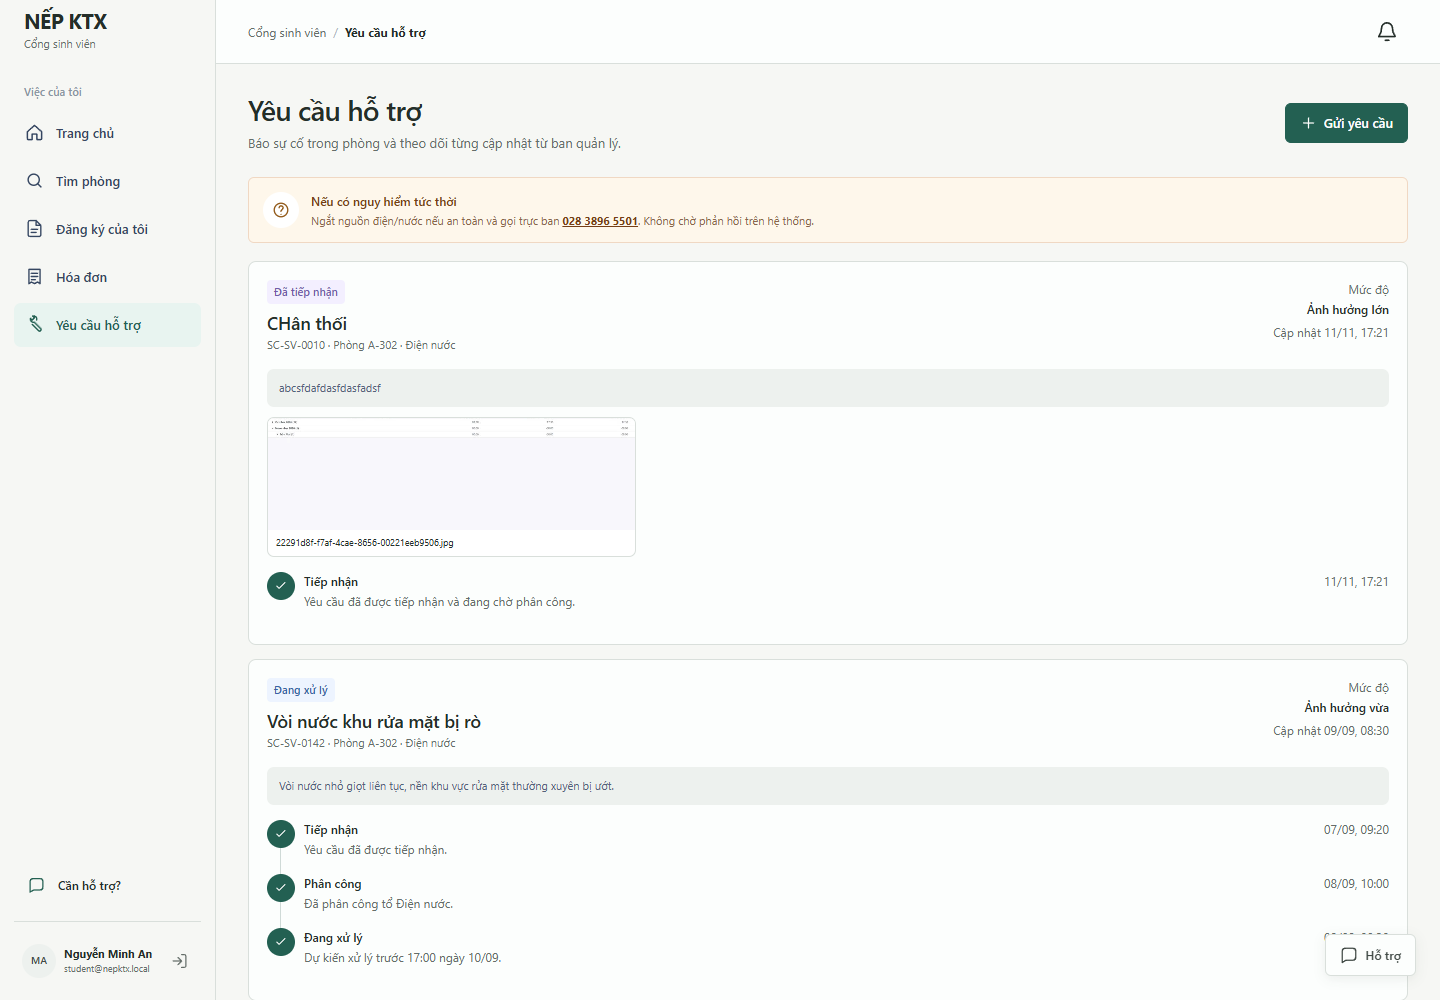 NẾP KTX
Cổng sinh viên
Việc của tôi
Trang chủ
Tìm phòng
Đăng ký của tôi
Hóa đơn
Yêu cầu hỗ trợ
Cần hỗ trợ?
MA
Nguyễn Minh An
student@nepktx.local
Cổng sinh viên / Yêu cầu hỗ trợ
Yêu cầu hỗ trợ
Báo sự cố trong phòng và theo dõi từng cập nhật từ ban quản lý.
+ Gửi yêu cầu
Nếu có nguy hiểm tức thời
Ngắt nguồn điện/nước nếu an toàn và gọi trực ban 028 3896 5501. Không chờ phản hồi trên hệ thống.
Đã tiếp nhận
CHân thối
SC-SV-0010 · Phòng A-302 · Điện nước
Mức độ
Ảnh hưởng lớn
Cập nhật 11/11, 17:21
abcsfdafdasfdasfadsf
22291d8f-f7af-4cae-8656-00221eeb9506.jpg
Tiếp nhận
11/11, 17:21
Yêu cầu đã được tiếp nhận và đang chờ phân công.
Đang xử lý
Vòi nước khu rửa mặt bị rò
SC-SV-0142 · Phòng A-302 · Điện nước
Mức độ
Ảnh hưởng vừa
Cập nhật 09/09, 08:30
Vòi nước nhỏ giọt liên tục, nền khu vực rửa mặt thường xuyên bị ướt.
Tiếp nhận
07/09, 09:20
Yêu cầu đã được tiếp nhận.
Phân công
08/09, 10:00
Đã phân công tổ Điện nước.
Đang xử lý
Dự kiến xử lý trước 17:00 ngày 10/09.
Hỗ trợ